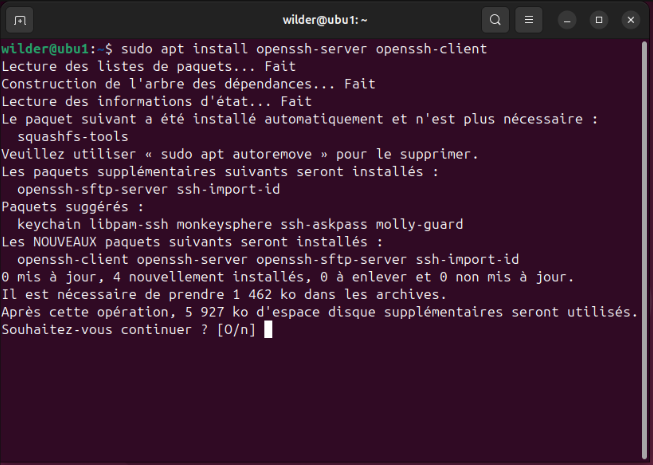 wilder@ubu1: ~
wilder@ubu1:~$ sudo apt install openssh-server openssh-client
Lecture des listes de paquets... Fait
Construction de l'arbre des dépendances... Fait
Lecture des informations d'état... Fait
Le paquet suivant a été installé automatiquement et n'est plus nécessaire :
squashfs-tools
Veuillez utiliser « sudo apt autoremove » pour le supprimer.
Les paquets supplémentaires suivants seront installés :
openssh-sftp-server ssh-import-id
Paquets suggérés :
keychain libpam-ssh monkeysphere ssh-askpass molly-guard
Les NOUVEAUX paquets suivants seront installés :
openssh-client openssh-server openssh-sftp-server ssh-import-id
0 mis à jour, 4 nouvellement installés, 0 à enlever et 0 non mis à jour.
Il est nécessaire de prendre 1 462 ko dans les archives.
Après cette opération, 5 927 ko d'espace disque supplémentaires seront utilisés.
Souhaitez-vous continuer ? [O/n]